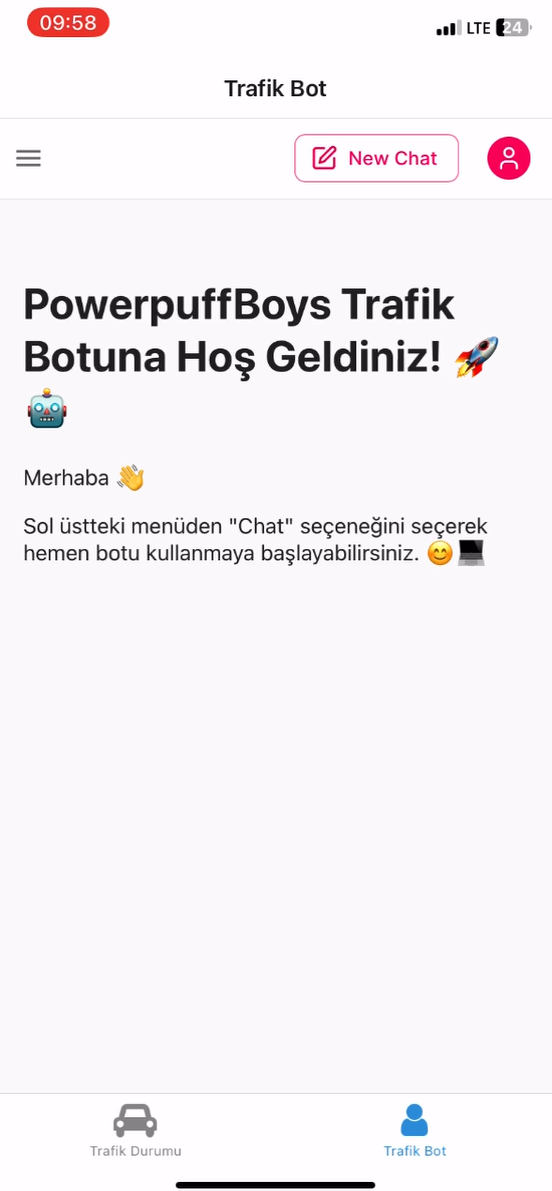 09:58
LTE 24
Trafik Bot
New Chat
PowerpuffBoys Trafik
Botuna Hoş Geldiniz! 🚀
🤖
Merhaba 👋
Sol üstteki menüden "Chat" seçeneğini seçerek
hemen botu kullanmaya başlayabilirsiniz. 😊💻
Trafik Durumu
Trafik Bot